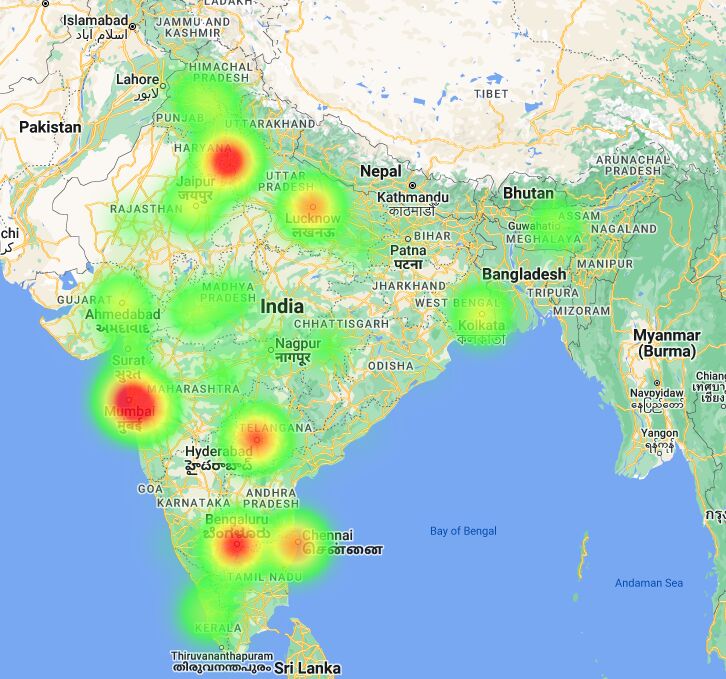 LADAKH
Islamabad
اسلام آباد
JAMMU AND
KASHMIR
HIMACHAL
PRADESH
Lahore
لاہور
TIBET
PUNJAB
Pakistan
UTTARAKHAND
HARYANA
ARUNACHAL
PRADESH
Jaipur
जयपुर
UTTAR
PRADESH
Nepal
Kathmandu
काठमाडौं
Bhutan
RAJASTHAN
Lucknow
लखनऊ
ASSAM
Guwahati
NAGALAND
MEGHALAYA
chi
كرا
BIHAR
Patna
पटना
MANIPUR
Bangladesh
MADHYA
PRADESH
JHARKHAND
TRIPURA
GUJARAT
India
WEST BENGAL
MIZORAM
Ahmedabad
અમદાવાદ
CHHATTISGARH
Kolkata
কলকাতা
Myanmar
(Burma)
Nagpur
नागपूर
Surat
સુરત
ODISHA
MAHARASHTRA
Naypyidaw
နေပြည်တော်
Mumbai
मुंबई
TELANGANA
Yangon
ရန်ကုန်
Hyderabad
GOA
KARNATAKA
ANDHRA
PRADESH
Bengaluru
ಬೆಂಗಳೂರು
Chennai
சென்னை
Bay of Bengal
TAMIL NADU
Andaman Sea
KERALA
Thiruvananthapuram
തിരുവനന്തപുരം
Sri Lanka